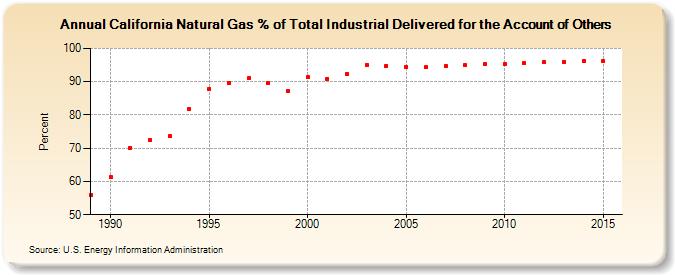 Annual California Natural Gas % of Total Industrial Delivered for the Account of Others
100
90
80
70
60
50
Percent
1990 1995 2000 2005 2010 2015
Source: U.S. Energy Information Administration